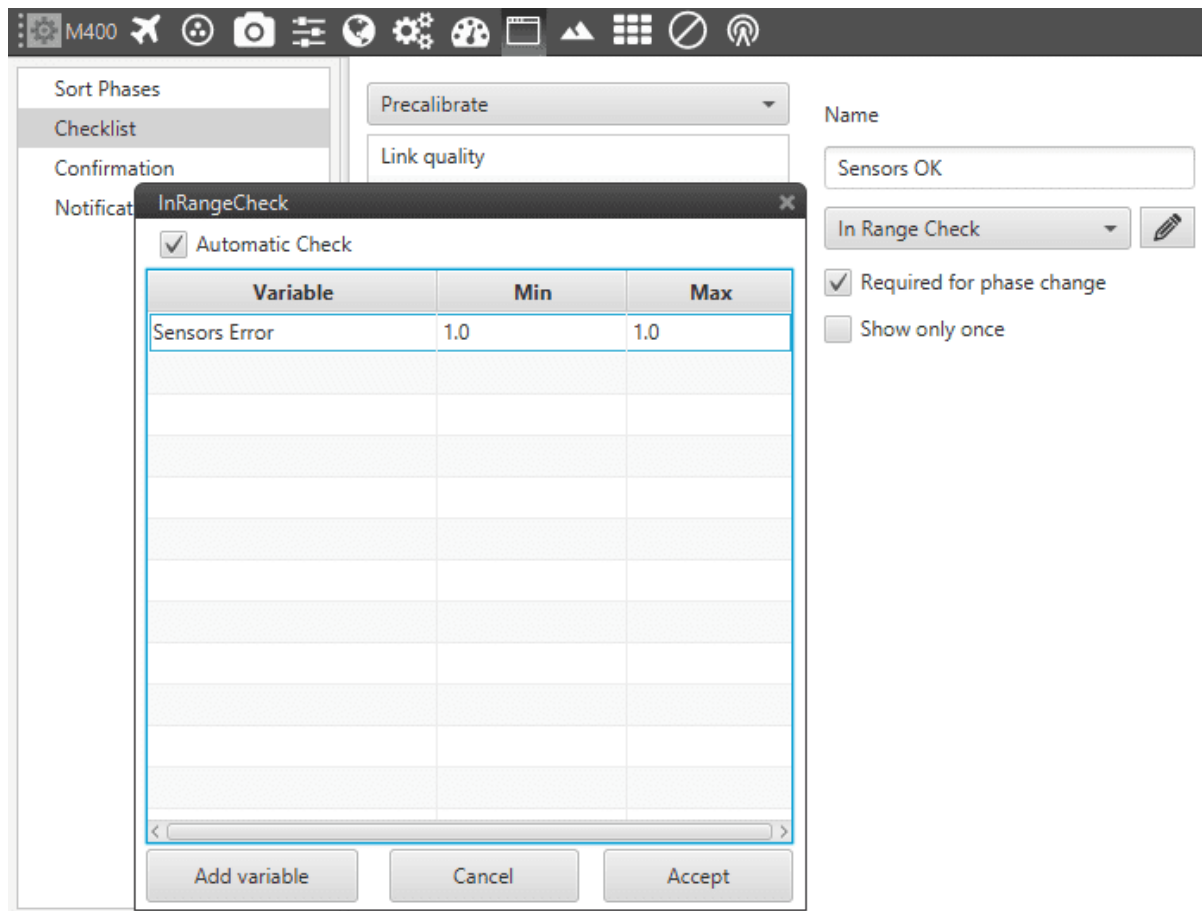 M400
Sort Phases
Checklist
Confirmation
Notificat
Precalibrate
Link quality
Name
Sensors OK
In Range Check
Required for phase change
Show only once
InRangeCheck
Automatic Check
Variable Min Max
Sensors Error 1.0 1.0
Add variable Cancel Accept